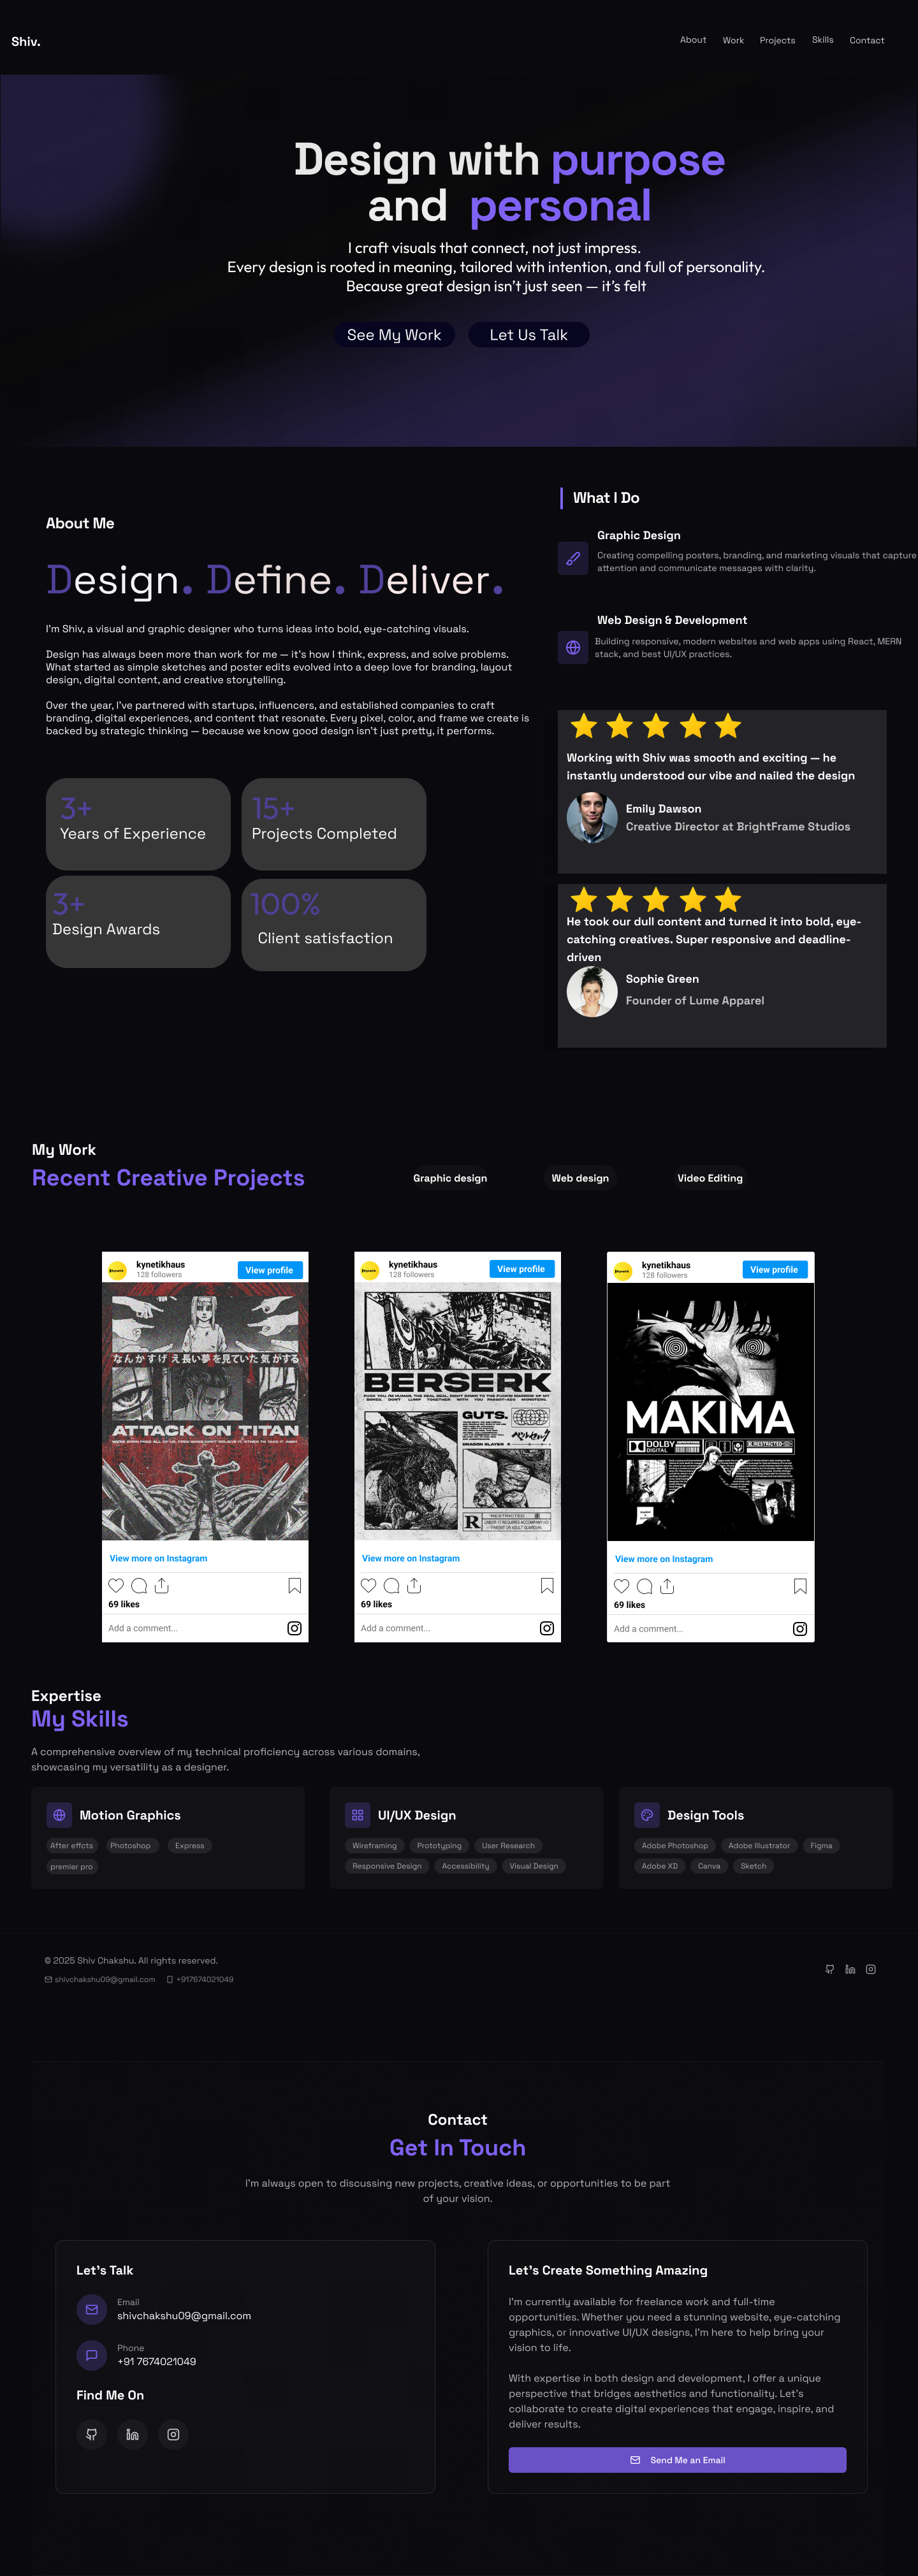 Shiv.
About Work Projects Skills Contact
Design with purpose
and personal
I craft visuals that connect, not just impress.
Every design is rooted in meaning, tailored with intention, and full of personality.
Because great design isn't just seen — it's felt
See My Work
Let Us Talk
About Me
Design. Define. Deliver.
I'm Shiv, a visual and graphic designer who turns ideas into bold, eye-catching visuals.
Design has always been more than work for me — it's how I think, express, and solve problems.
What started as simple sketches and poster edits evolved into a deep love for branding, layout
design, digital content, and creative storytelling.
Over the year, I've partnered with startups, influencers, and established companies to craft
branding, digital experiences, and content that resonate. Every pixel, color, and frame we create is
backed by strategic thinking — because we know good design isn't just pretty, it performs.
3+
Years of Experience
15+
Projects Completed
3+
Design Awards
100%
Client satisfaction
What I Do
Graphic Design
Creating compelling posters, branding, and marketing visuals that capture
attention and communicate messages with clarity.
Web Design & Development
Building responsive, modern websites and web apps using React, MERN
stack, and best UI/UX practices.
Working with Shiv was smooth and exciting — he
instantly understood our vibe and nailed the design
Emily Dawson
Creative Director at BrightFrame Studios
He took our dull content and turned it into bold, eye-
catching creatives. Super responsive and deadline-
driven
Sophie Green
Founder of Lume Apparel
My Work
Recent Creative Projects
Graphic design
Web design
Video Editing
kynetikhaus
128 followers
View profile
なんかすげえ長い夢を見ていた気がする
ATTACK ON TITAN
View more on Instagram
69 likes
Add a comment...
kynetikhaus
128 followers
View profile
BERSERK
GUTS.
ベルセルク
R RESTRICTED
View more on Instagram
69 likes
Add a comment...
kynetikhaus
128 followers
View profile
MAKIMA
DOLBY
DIGITAL
R RESTRICTED
View more on Instagram
69 likes
Add a comment...
Expertise
My Skills
A comprehensive overview of my technical proficiency across various domains,
showcasing my versatility as a designer.
Motion Graphics
After effcts Photoshop Express
premier pro
UI/UX Design
Wireframing Prototyping User Research
Responsive Design Accessibility Visual Design
Design Tools
Adobe Photoshop Adobe Illustrator Figma
Adobe XD Canva Sketch
© 2025 Shiv Chakshu. All rights reserved.
shivchakshu09@gmail.com +917674021049
Contact
Get In Touch
I'm always open to discussing new projects, creative ideas, or opportunities to be part
of your vision.
Let's Talk
Email
shivchakshu09@gmail.com
Phone
+91 7674021049
Find Me On
Let's Create Something Amazing
I'm currently available for freelance work and full-time
opportunities. Whether you need a stunning website, eye-catching
graphics, or innovative UI/UX designs, I'm here to help bring your
vision to life.
With expertise in both design and development, I offer a unique
perspective that bridges aesthetics and functionality. Let's
collaborate to create digital experiences that engage, inspire, and
deliver results.
Send Me an Email